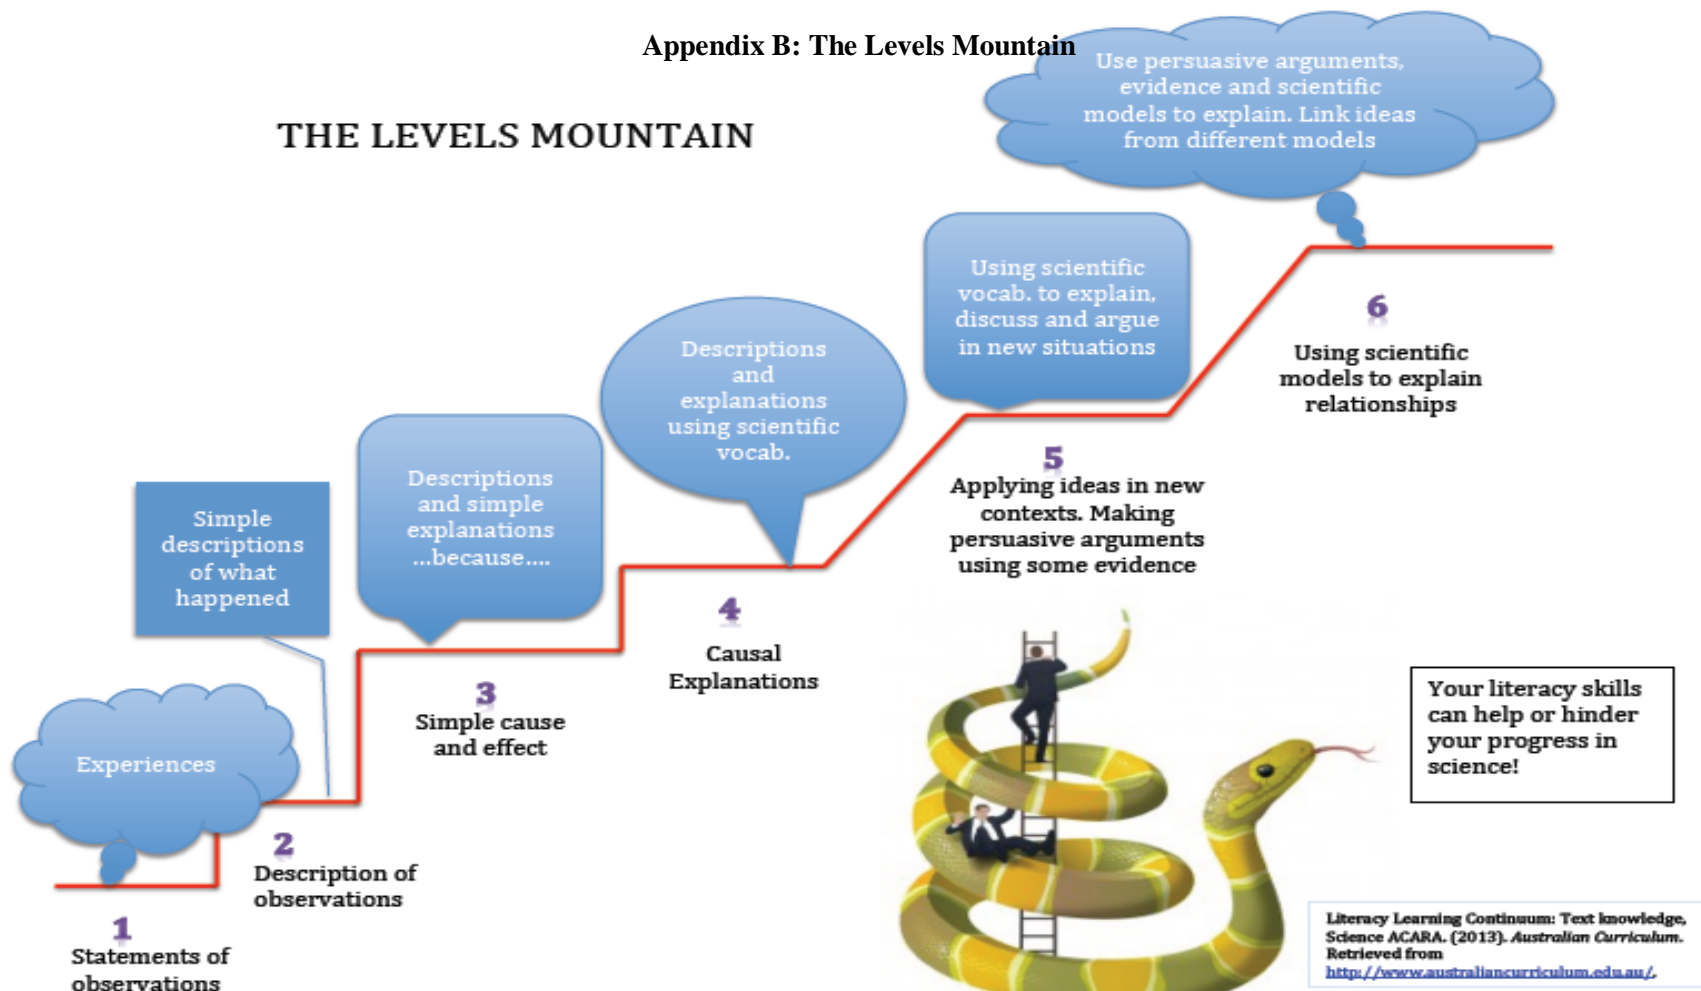 Appendix B: The Levels Mountain
THE LEVELS MOUNTAIN
Experiences
1
Statements of
observations
Simple
descriptions
of what
happened
2
Description of
observations
Descriptions
and simple
explanations
...because....
3
Simple cause
and effect
Descriptions
and
explanations
using scientific
vocab.
4
Causal
Explanations
Using scientific
vocab. to explain,
discuss and argue
in new situations
5
Applying ideas in new
contexts. Making
persuasive arguments
using some evidence
Use persuasive arguments,
evidence and scientific
models to explain. Link ideas
from different models
6
Using scientific
models to explain
relationships
Your literacy skills
can help or hinder
your progress in
science!
Literacy Learning Continuum: Text knowledge,
Science ACARA. (2013). Australian Curriculum.
Retrieved from
http://www.australiancurriculum.edu.au/.